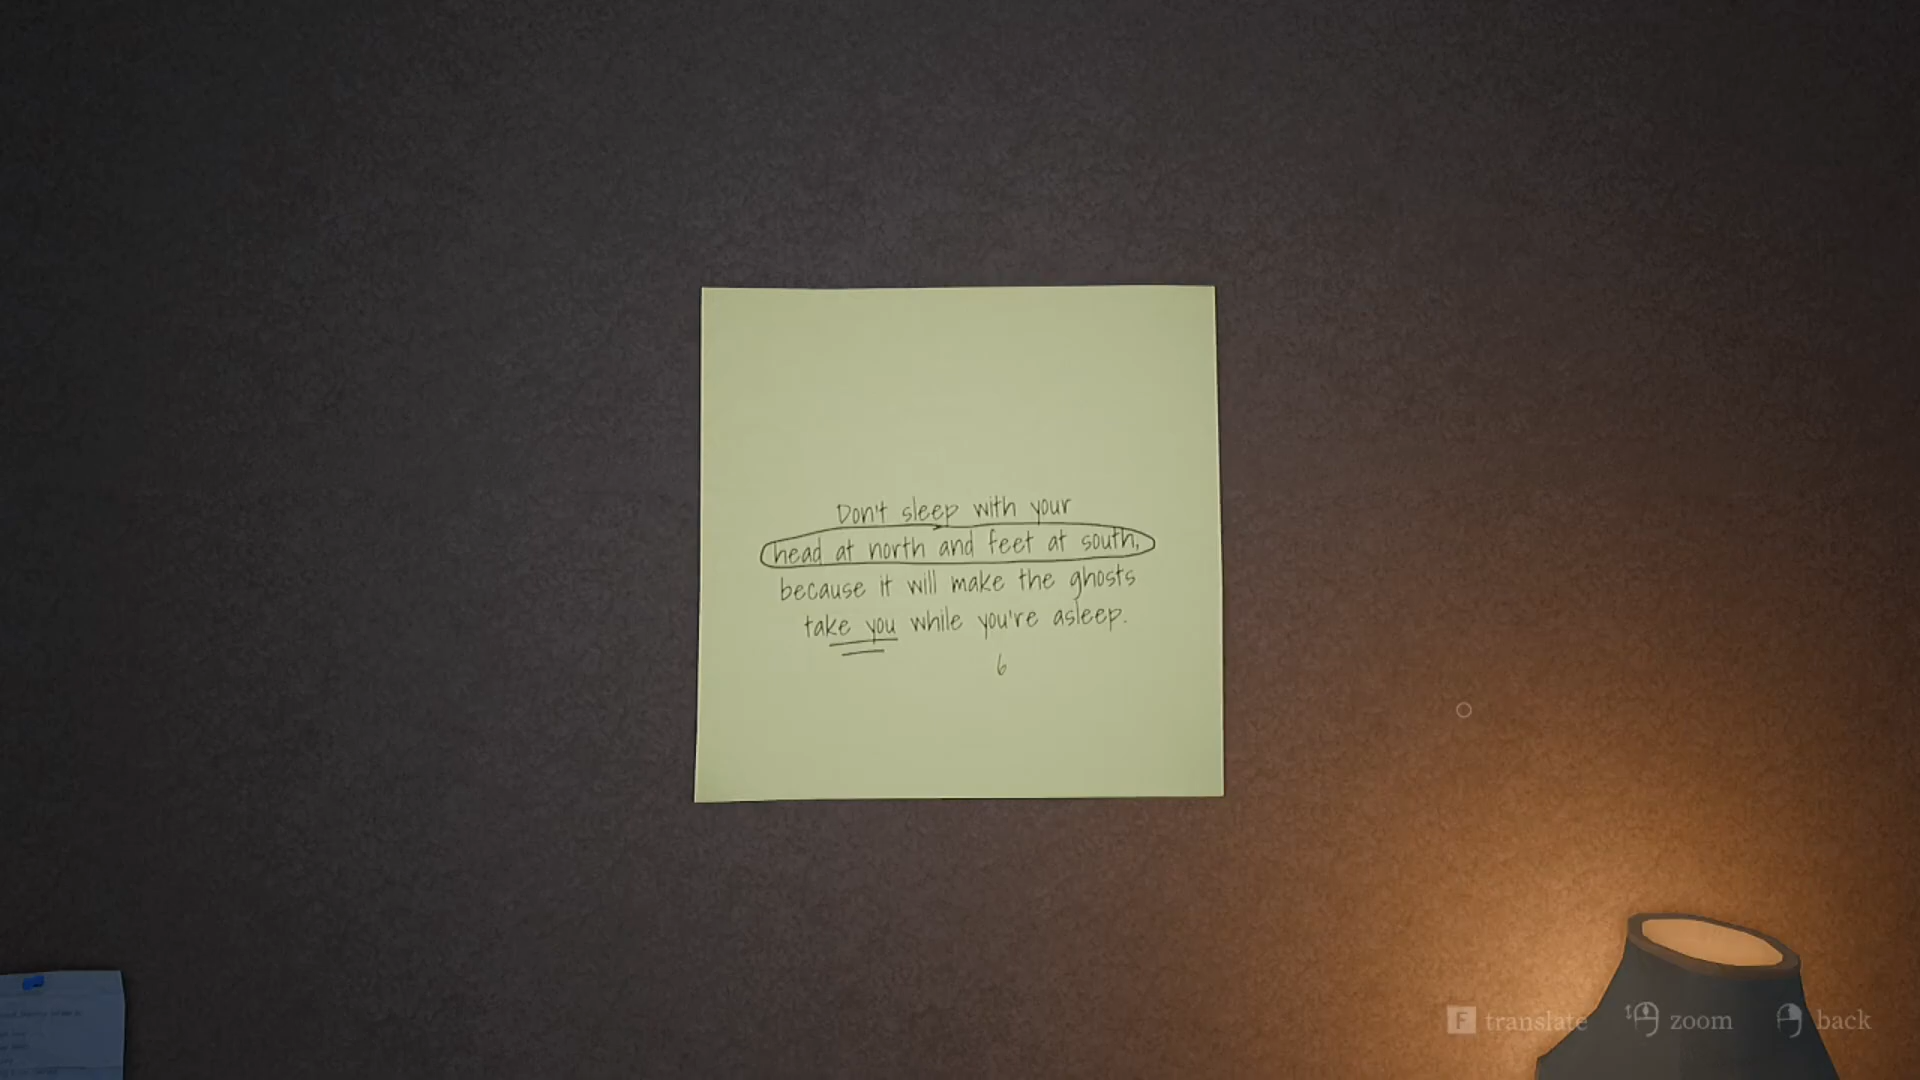 Don't sleep with your
head at north and feet at south,
because it will make the ghosts
take you while you're asleep.
6
F translate
zoom
back